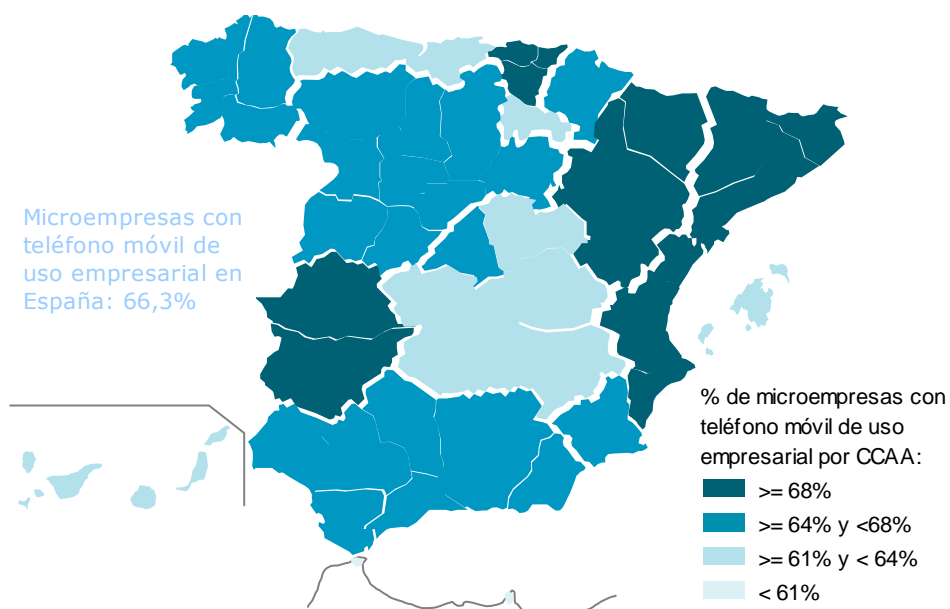 Microempresas con
teléfono móvil de
uso empresarial en
España: 66,3%
% de microempresas con
teléfono móvil de uso
empresarial por CCAA:
>= 68%
>= 64% y <68%
>= 61% y < 64%
< 61%